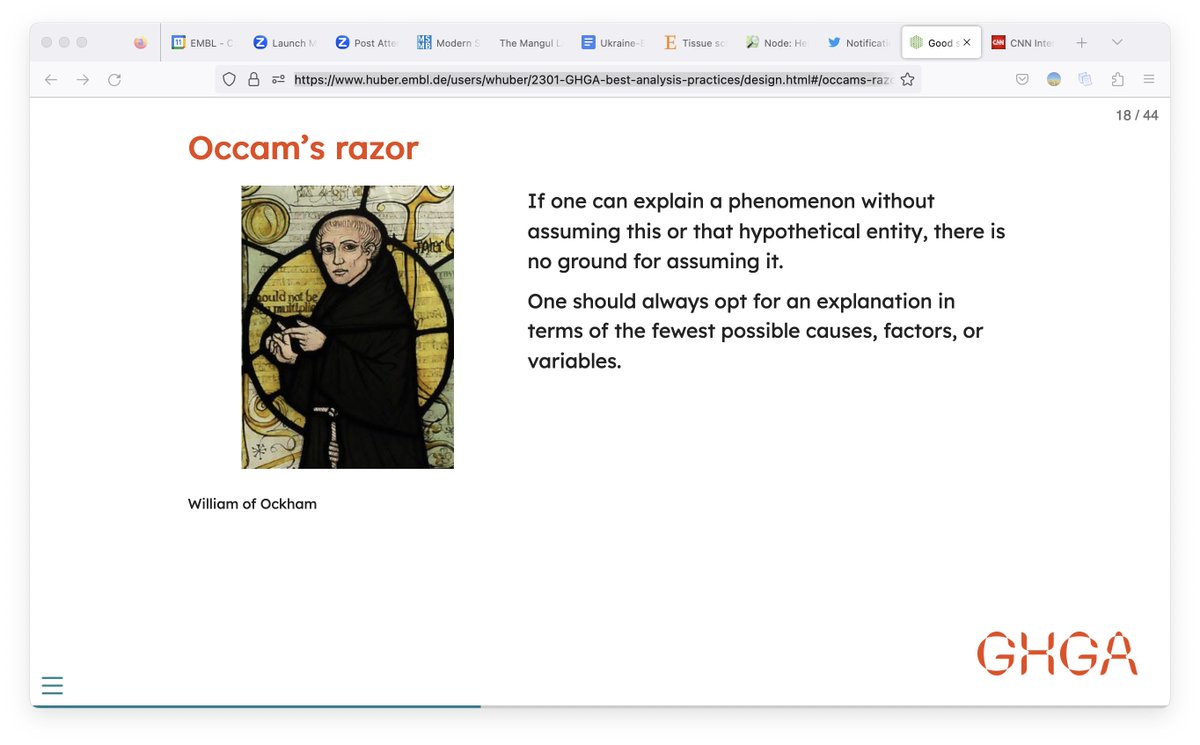 EMBL - C
Launch M
Post Atte
Modern S
The Mangul L
Ukraine-E
Tissue sc
Node: He
Notificati
Good s
CNN Inte
https://www.huber.embl.de/users/whuber/2301-GHGA-best-analysis-practices/design.html#/occams-raz
18 / 44
Occam’s razor
If one can explain a phenomenon without
assuming this or that hypothetical entity, there is
no ground for assuming it.
One should always opt for an explanation in
terms of the fewest possible causes, factors, or
variables.
should not be
William of Ockham
GHGA